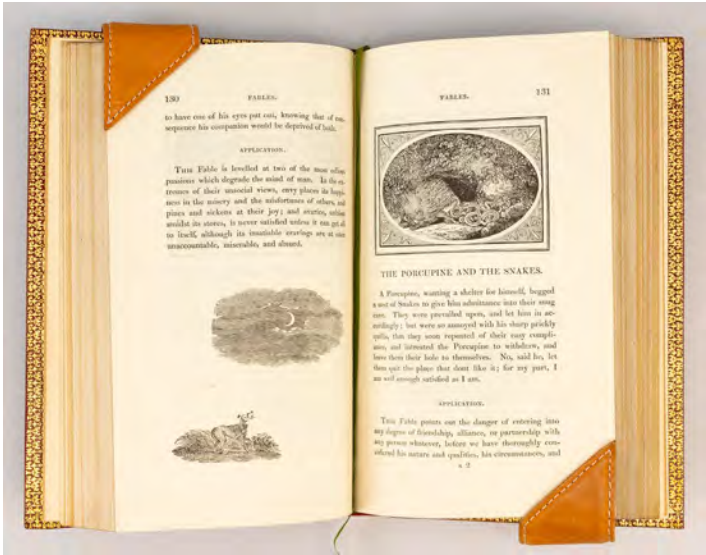 130
FABLES.
to have one of his eyes put out, knowing that of con-
sequence his companion would be deprived of both.
APPLICATION.
THIS Fable is levelled at two of the most odious
passions which degrade the mind of man. In the ex-
tremes of their unsocial views, envy places its happi-
ness in the misery and the misfortunes of others, and
pines and sickens at their joy; and avarice,
amidst its stores, is never satisfied unless it can get all
to itself, although its insatiable cravings are at once
unaccountable, miserable, and absurd.
FABLES.
131
THE PORCUPINE AND THE SNAKES.
A Porcupine, wanting a shelter for himself, begged
a nest of Snakes to give him admittance into their snug
cave. They were prevailed upon, and let him in ac-
cordingly; but were so annoyed with his sharp prickly
quills, that they soon repented of their easy compli-
ance, and intreated the Porcupine to withdraw, and
leave them their hole to themselves. No, said he, let
them quit the place that dont like it; for my part, I
am well enough satisfied as I am.
APPLICATION.
THIS Fable points out the danger of entering into
any degree of friendship, alliance, or partnership with
any person whatever, before we have thoroughly con-
sidered his nature and qualities, his circumstances, and